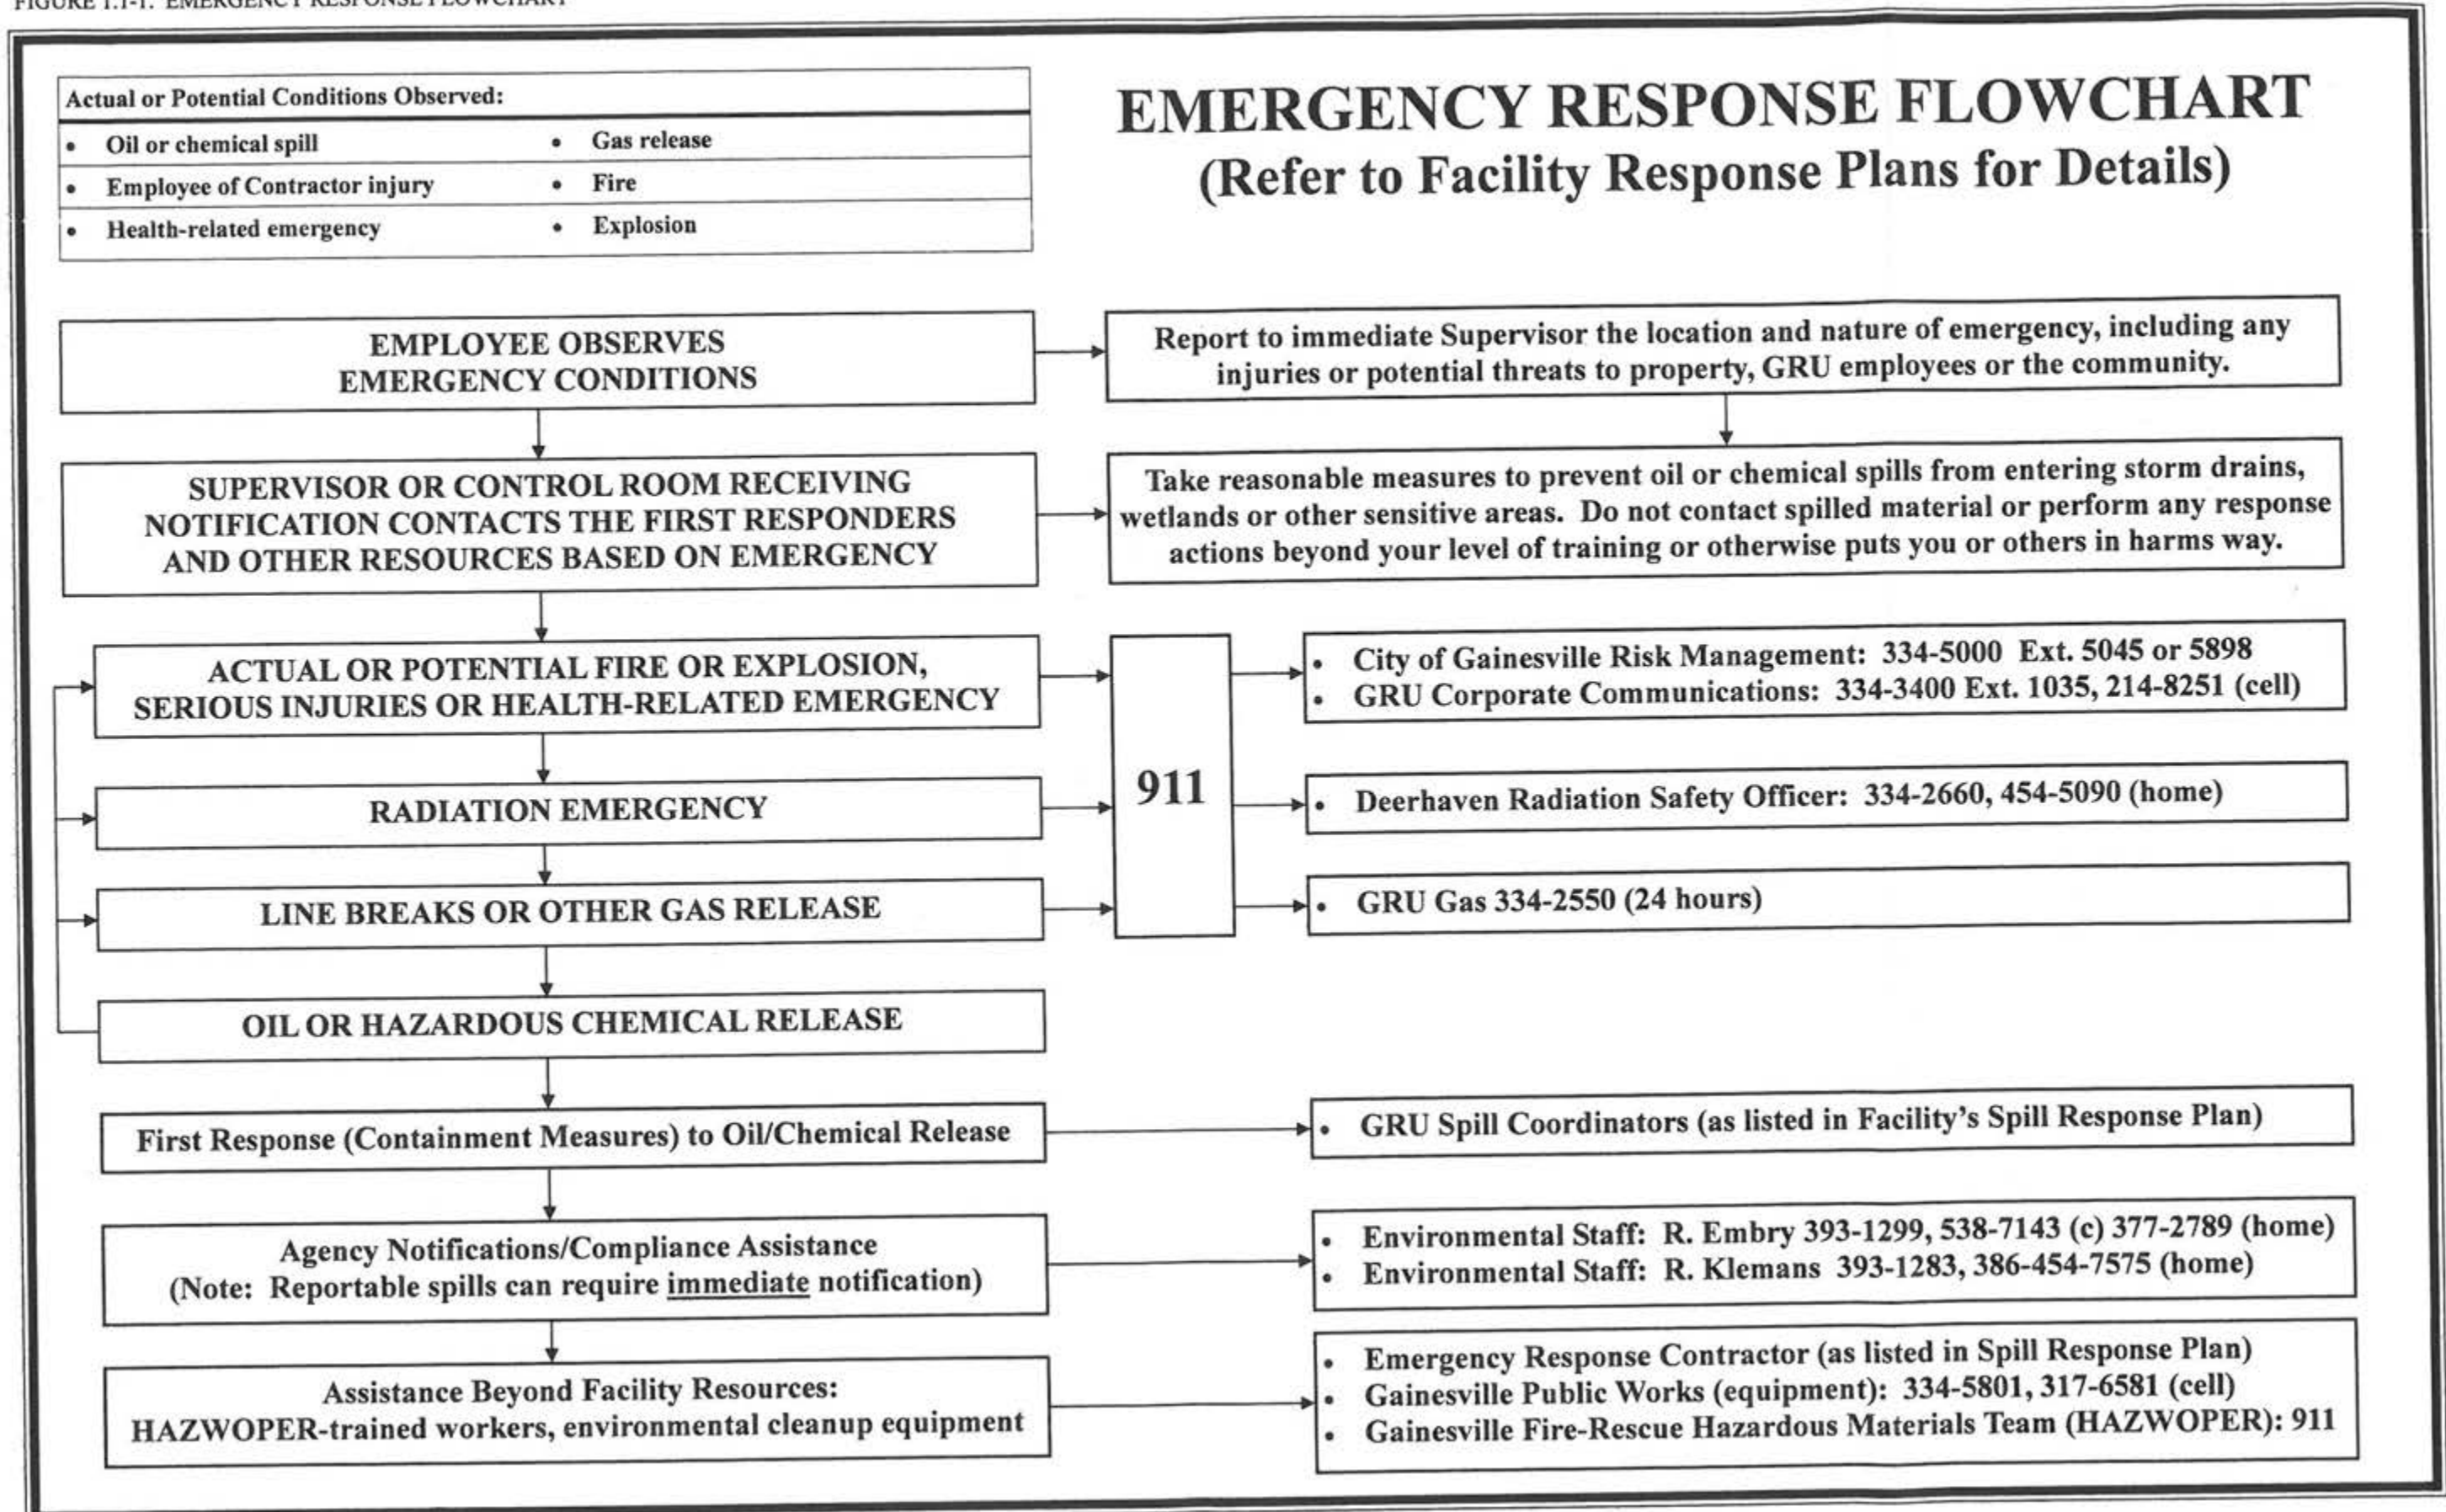 FIGURE 1.1-1. EMERGENCY RESPONSE FLOWCHART
Actual or Potential Conditions Observed:
• Oil or chemical spill • Gas release
• Employee of Contractor injury • Fire
• Health-related emergency • Explosion
EMERGENCY RESPONSE FLOWCHART
(Refer to Facility Response Plans for Details)
EMPLOYEE OBSERVES
EMERGENCY CONDITIONS
Report to immediate Supervisor the location and nature of emergency, including any
injuries or potential threats to property, GRU employees or the community.
SUPERVISOR OR CONTROL ROOM RECEIVING
NOTIFICATION CONTACTS THE FIRST RESPONDERS
AND OTHER RESOURCES BASED ON EMERGENCY
Take reasonable measures to prevent oil or chemical spills from entering storm drains,
wetlands or other sensitive areas. Do not contact spilled material or perform any response
actions beyond your level of training or otherwise puts you or others in harms way.
ACTUAL OR POTENTIAL FIRE OR EXPLOSION,
SERIOUS INJURIES OR HEALTH-RELATED EMERGENCY
911
• City of Gainesville Risk Management: 334-5000 Ext. 5045 or 5898
• GRU Corporate Communications: 334-3400 Ext. 1035, 214-8251 (cell)
RADIATION EMERGENCY
• Deerhaven Radiation Safety Officer: 334-2660, 454-5090 (home)
LINE BREAKS OR OTHER GAS RELEASE
• GRU Gas 334-2550 (24 hours)
OIL OR HAZARDOUS CHEMICAL RELEASE
First Response (Containment Measures) to Oil/Chemical Release
• GRU Spill Coordinators (as listed in Facility's Spill Response Plan)
Agency Notifications/Compliance Assistance
(Note: Reportable spills can require immediate notification)
• Environmental Staff: R. Embry 393-1299, 538-7143 (c) 377-2789 (home)
• Environmental Staff: R. Klemans 393-1283, 386-454-7575 (home)
Assistance Beyond Facility Resources:
HAZWOPER-trained workers, environmental cleanup equipment
• Emergency Response Contractor (as listed in Spill Response Plan)
• Gainesville Public Works (equipment): 334-5801, 317-6581 (cell)
• Gainesville Fire-Rescue Hazardous Materials Team (HAZWOPER): 911